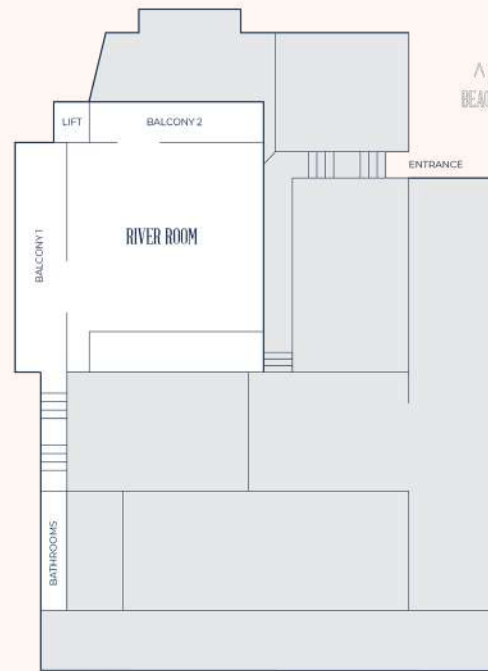 LIFT
BALCONY 2
ENTRANCE
RIVER ROOM
BALCONY 1
BATHROOMS